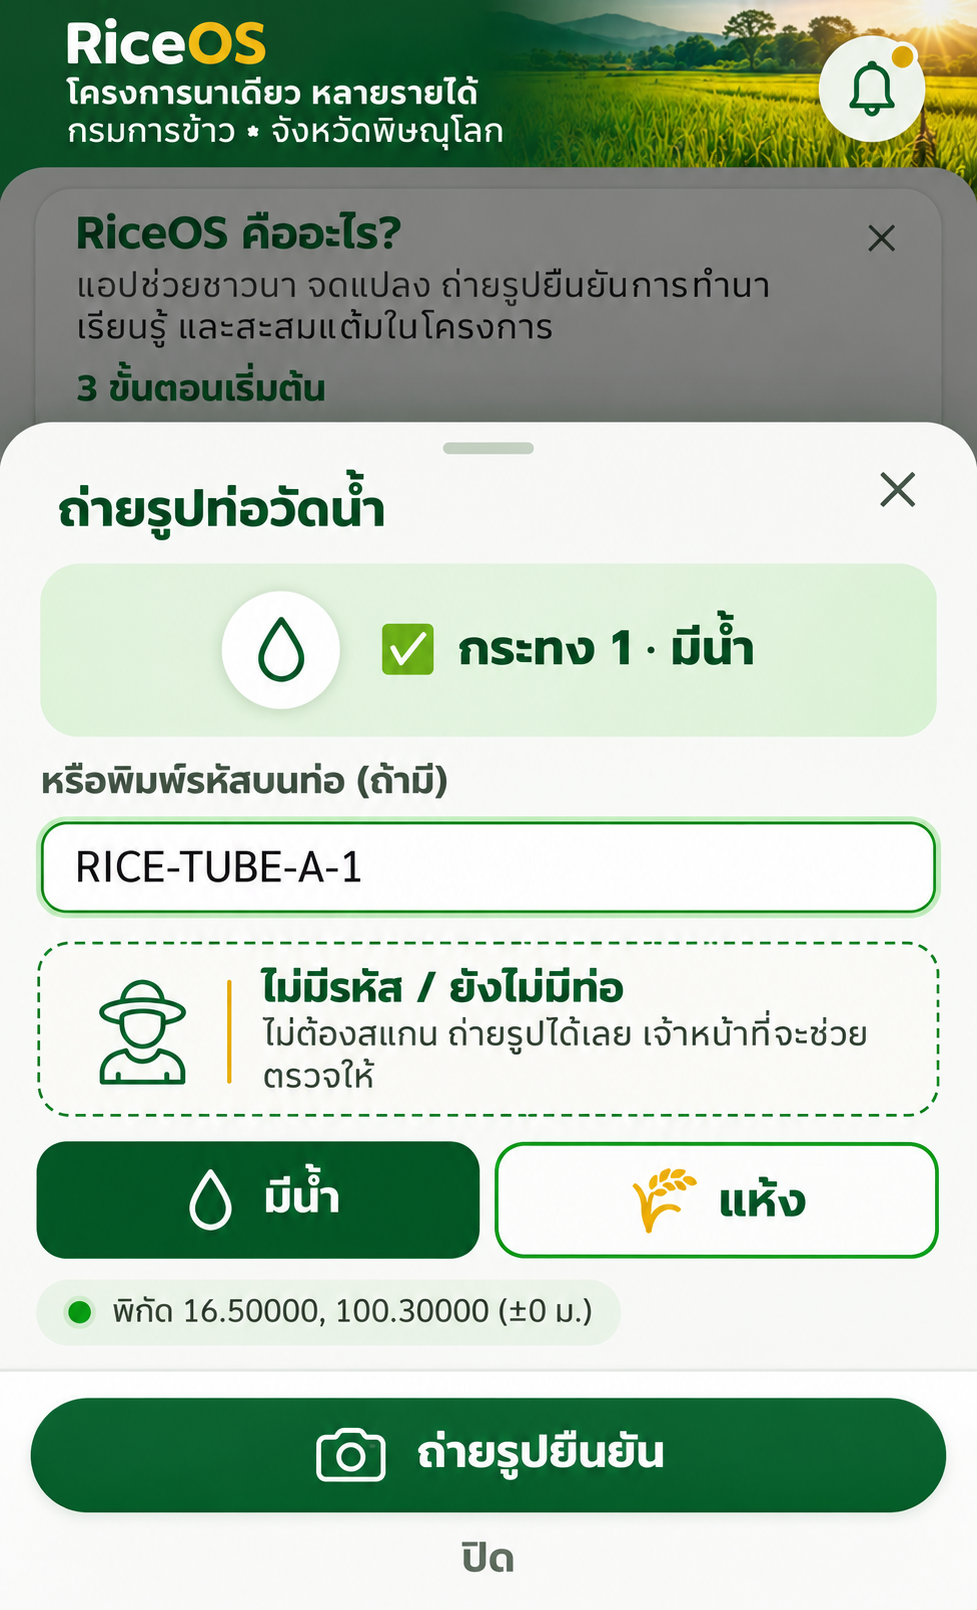 RiceOS
โครงการนาเดียว หลายรายได้
กรมการข้าว • จังหวัดพิษณุโลก
RiceOS คืออะไร?
แอปช่วยชาวนา จดแปลง ถ่ายรูปยืนยันการทำนา
เรียนรู้ และสะสมแต้มในโครงการ
3 ขั้นตอนเริ่มต้น
ถ่ายรูปท่อวัดน้ำ
✅ กระทง 1 · มีน้ำ
หรือพิมพ์รหัสบนท่อ (ถ้ามี)
RICE-TUBE-A-1
ไม่มีรหัส / ยังไม่มีท่อ
ไม่ต้องสแกน ถ่ายรูปได้เลย เจ้าหน้าที่จะช่วย
ตรวจให้
มีน้ำ
แห้ง
พิกัด 16.50000, 100.30000 (±0 ม.)
ถ่ายรูปยืนยัน
ปิด